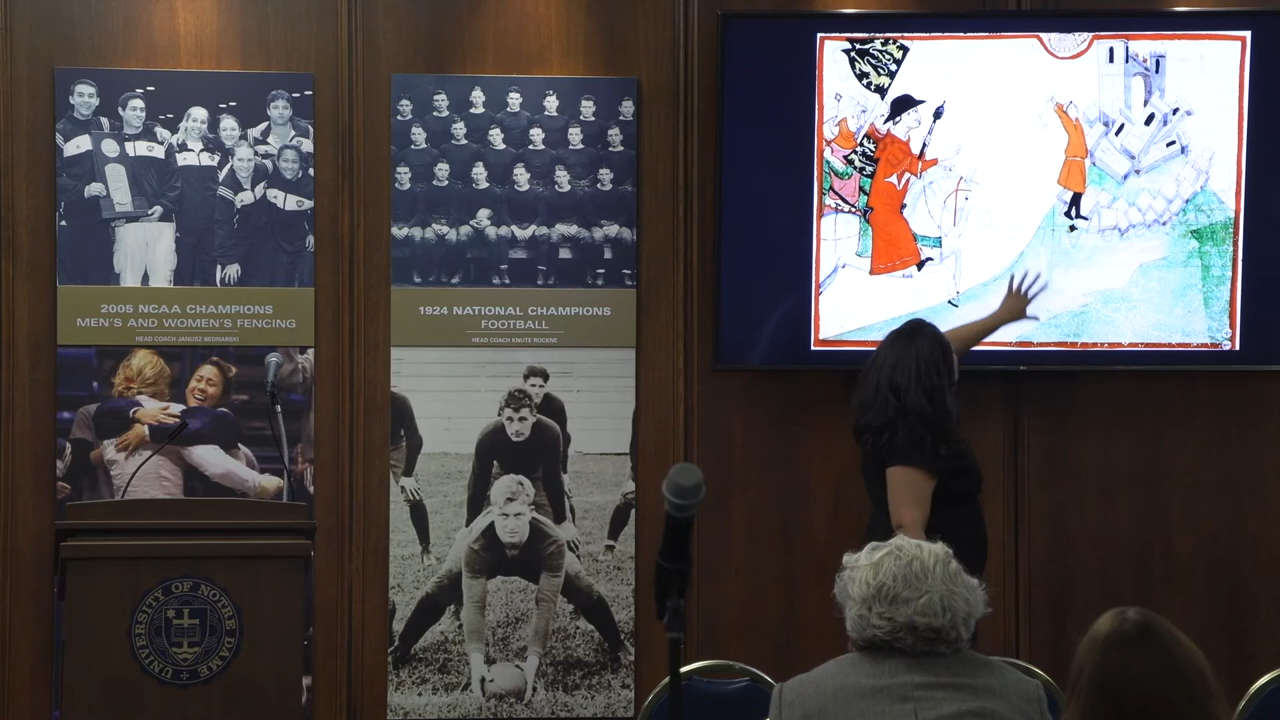 2005 NCAA CHAMPIONS
MEN'S AND WOMEN'S FENCING
HEAD COACH JANUSZ BEDNARSKI
1924 NATIONAL CHAMPIONS
FOOTBALL
HEAD COACH KNUTE ROCKNE
UNIVERSITY OF NOTRE DAME